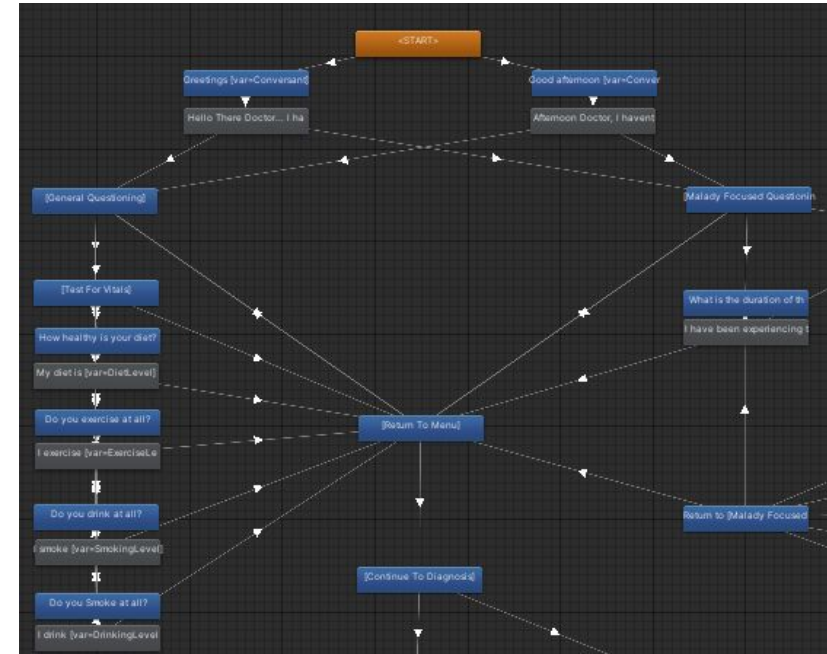 <START>
Greetings [var=Conversant]
Good afternoon [var=Conver
Hello There Doctor... I ha
Afternoon Doctor, I havent
[General Questioning]
[Malady Focused Questionin
[Test For Vitals]
What is the duration of th
I have been experiencing t
How healthy is your diet?
My diet is [var=DietLevel]
Do you exercise at all?
I exercise [var=ExerciseLe
[Return To Menu]
Do you drink at all?
I smoke [var=SmokingLevel]
Return to [Malady Focused
[Continue To Diagnosis]
Do you Smoke at all?
I drink [var=DrinkingLevel